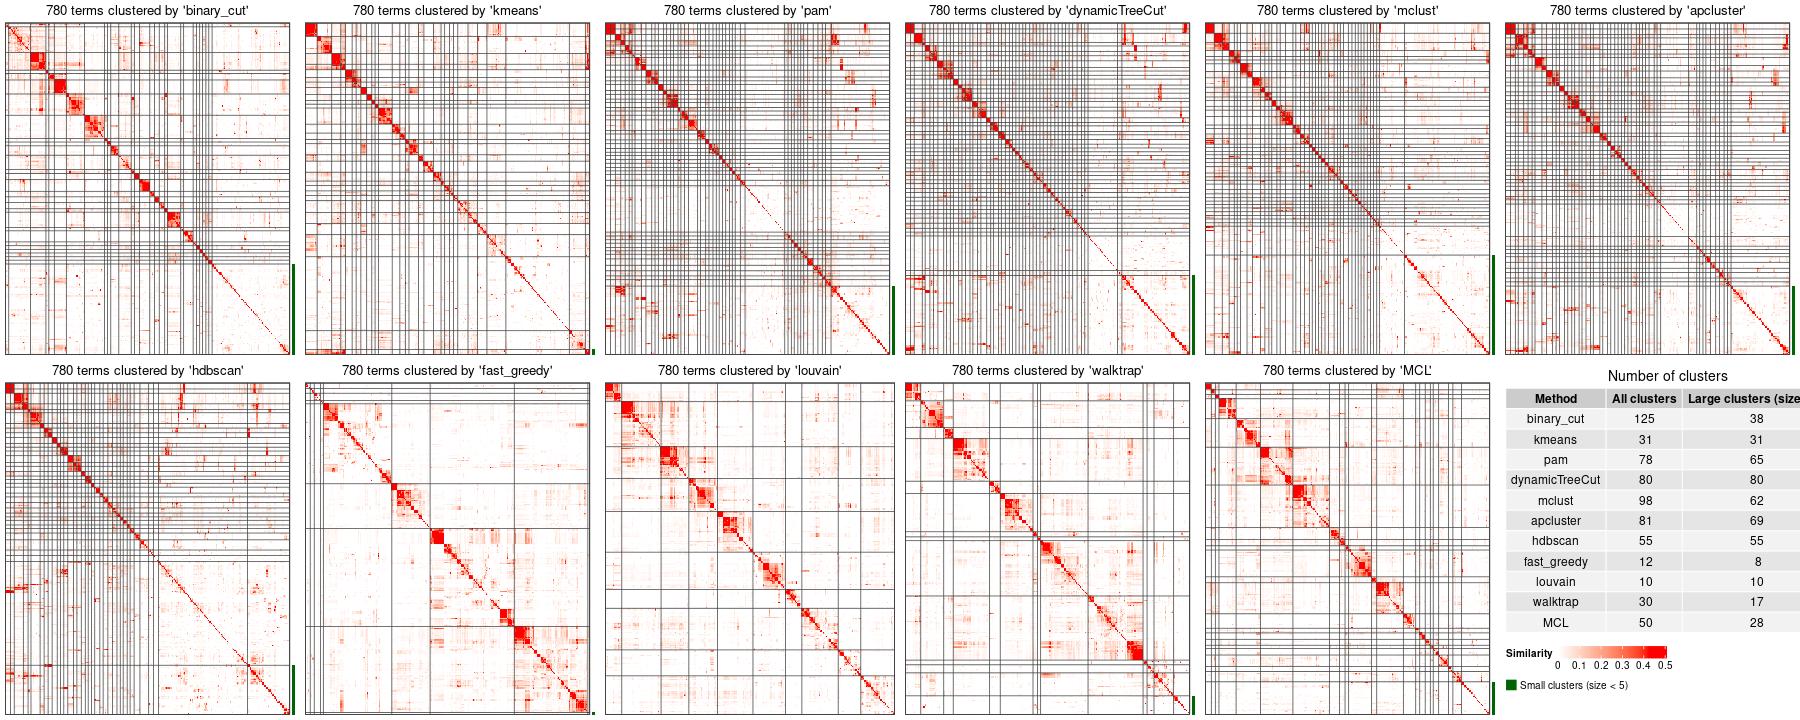 780 terms clustered by 'binary_cut'
780 terms clustered by 'kmeans'
780 terms clustered by 'pam'
780 terms clustered by 'dynamicTreeCut'
780 terms clustered by 'mclust'
780 terms clustered by 'apcluster'
780 terms clustered by 'hdbscan'
780 terms clustered by 'fast_greedy'
780 terms clustered by 'louvain'
780 terms clustered by 'walktrap'
780 terms clustered by 'MCL'
Number of clusters
Method All clusters Large clusters (size
binary_cut 125 38
kmeans 31 31
pam 78 65
dynamicTreeCut 80 80
mclust 98 62
apcluster 81 69
hdbscan 55 55
fast_greedy 12 8
louvain 10 10
walktrap 30 17
MCL 50 28
Similarity
0 0.1 0.2 0.3 0.4 0.5
Small clusters (size < 5)